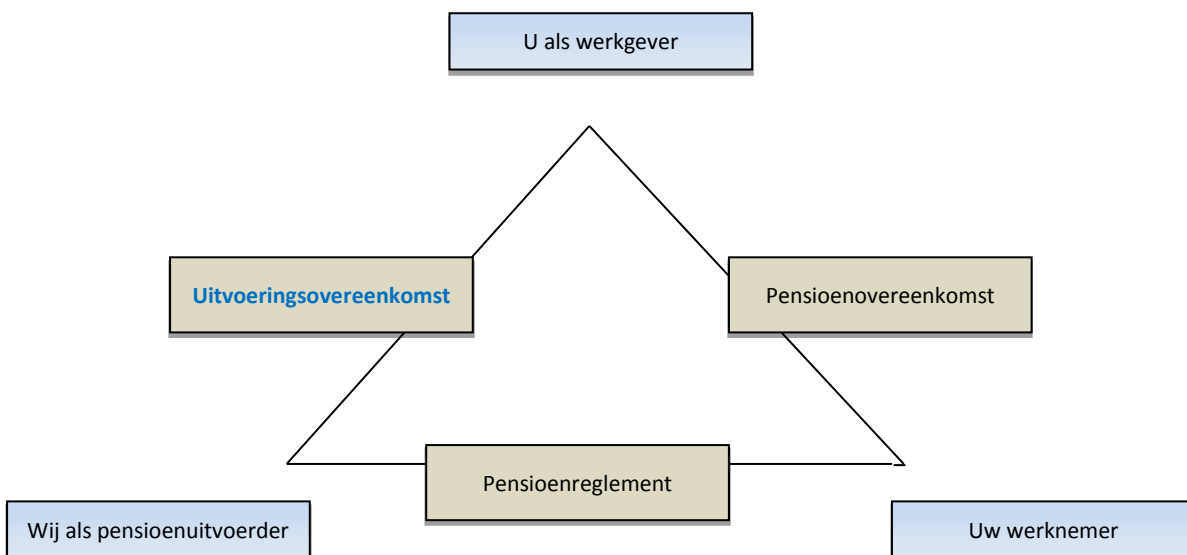 U als werkgever
Uitvoeringsovereenkomst
Pensioenovereenkomst
Pensioenreglement
Wij als pensioenuitvoerder
Uw werknemer